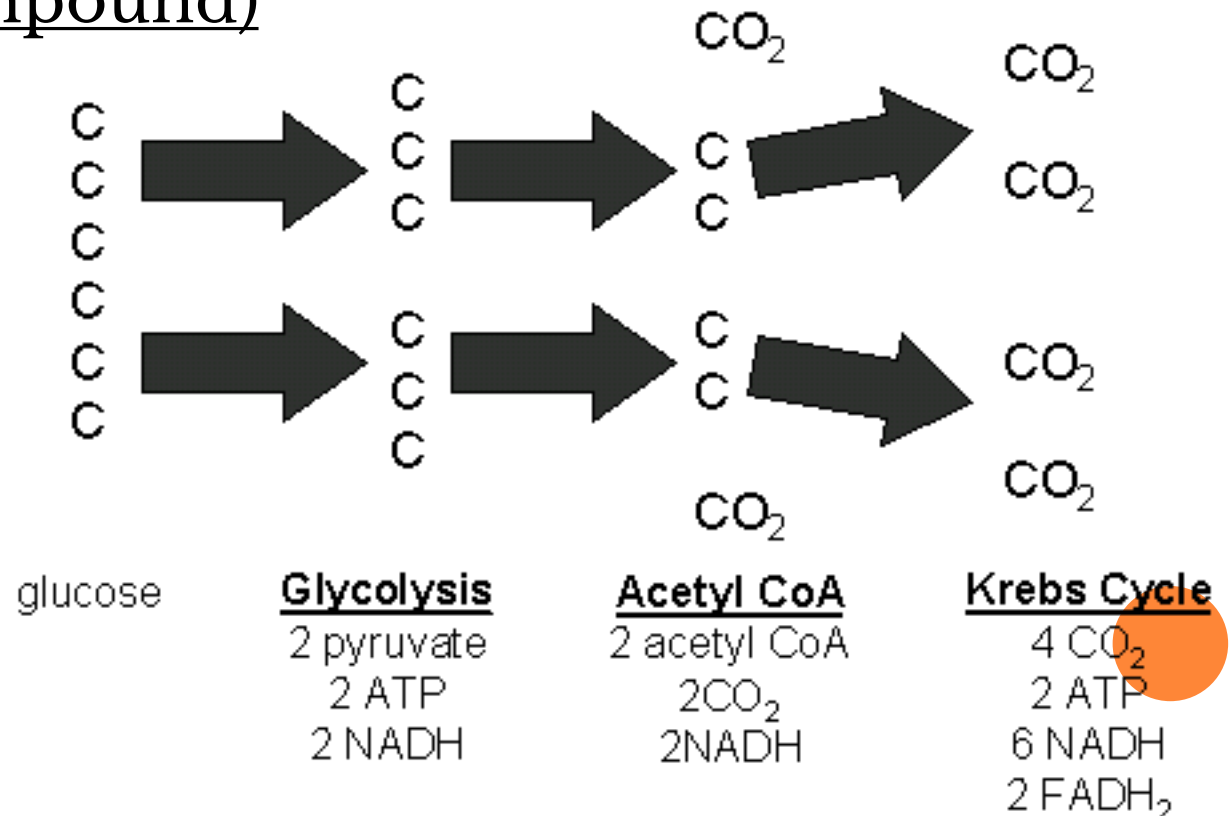 mpound)
C
C
C
C
C
C
C
C
C
C
C
C
CO₂
C
C
C
C
CO₂
CO₂
CO₂
CO₂
CO₂
glucose
Glycolysis
2 pyruvate
2 ATP
2 NADH
Acetyl CoA
2 acetyl CoA
2CO₂
2NADH
Krebs Cycle
4 CO₂
2 ATP
6 NADH
2 FADH₂